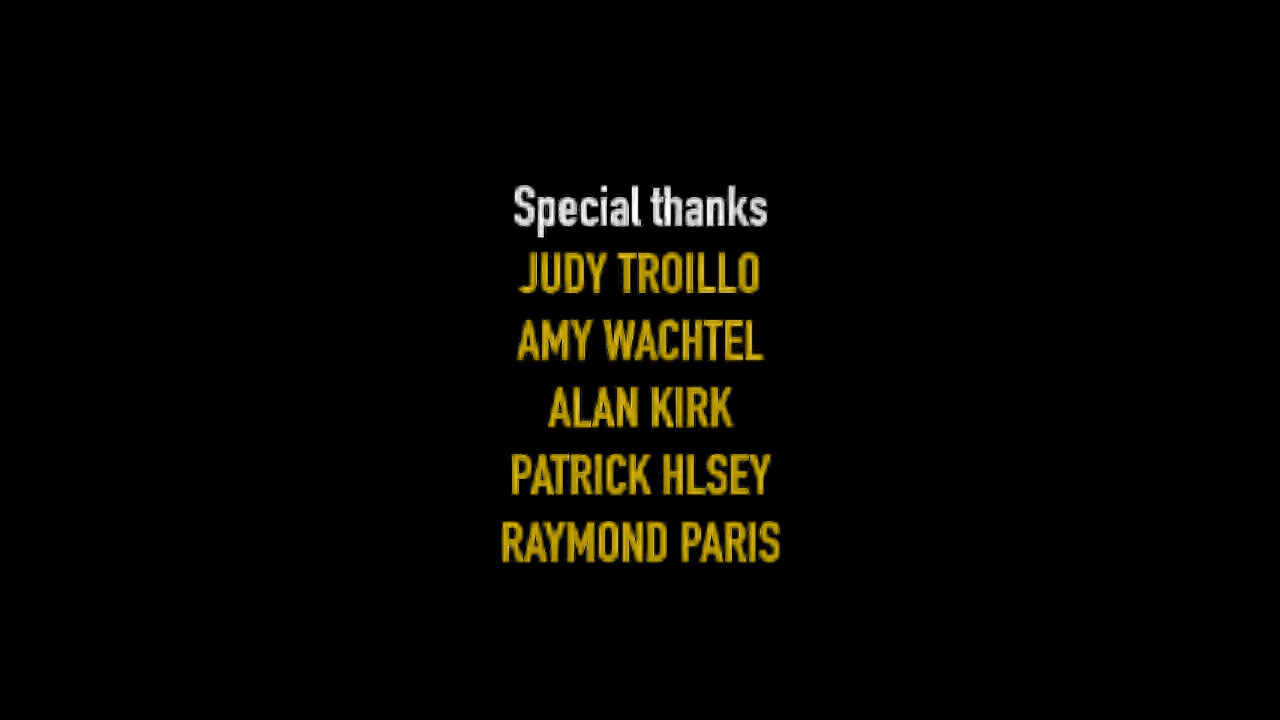 Special thanks
JUDY TROILLO
AMY WACHTEL
ALAN KIRK
PATRICK HLSEY
RAYMOND PARIS